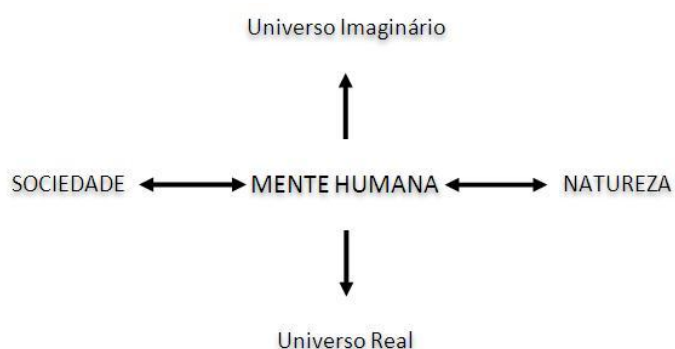 Universo Imaginário
SOCIEDADE MENTE HUMANA NATUREZA
Universo Real